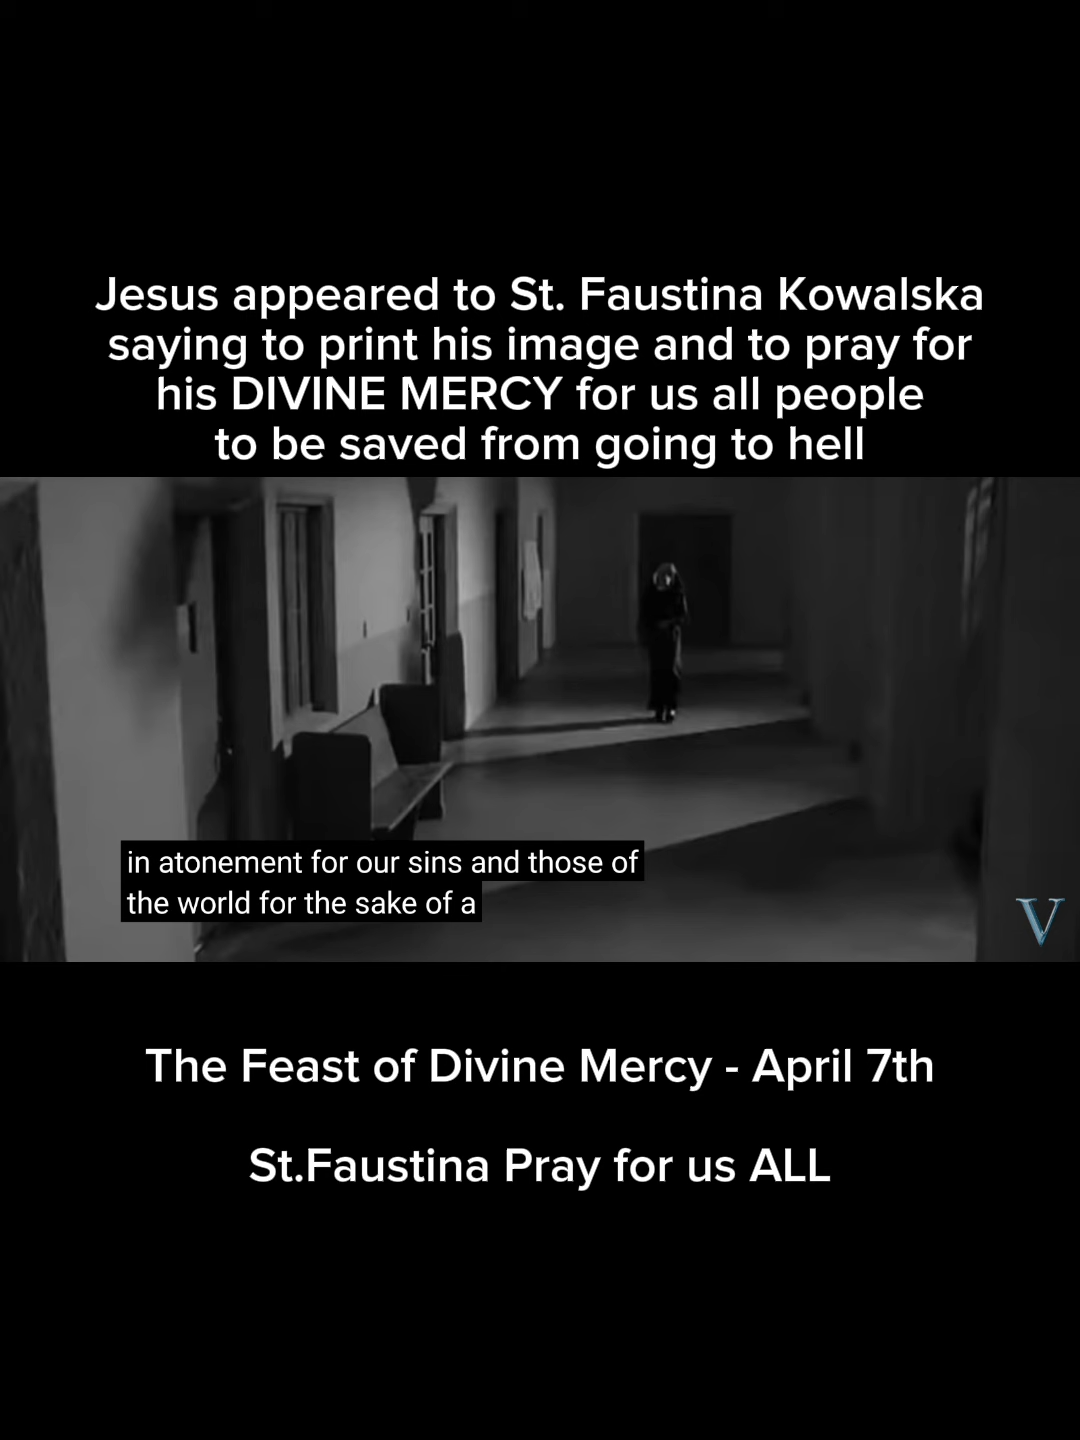 Jesus appeared to St. Faustina Kowalska
saying to print his image and to pray for
his DIVINE MERCY for us all people
to be saved from going to hell
in atonement for our sins and those of
the world for the sake of a
V
The Feast of Divine Mercy - April 7th
St.Faustina Pray for us ALL